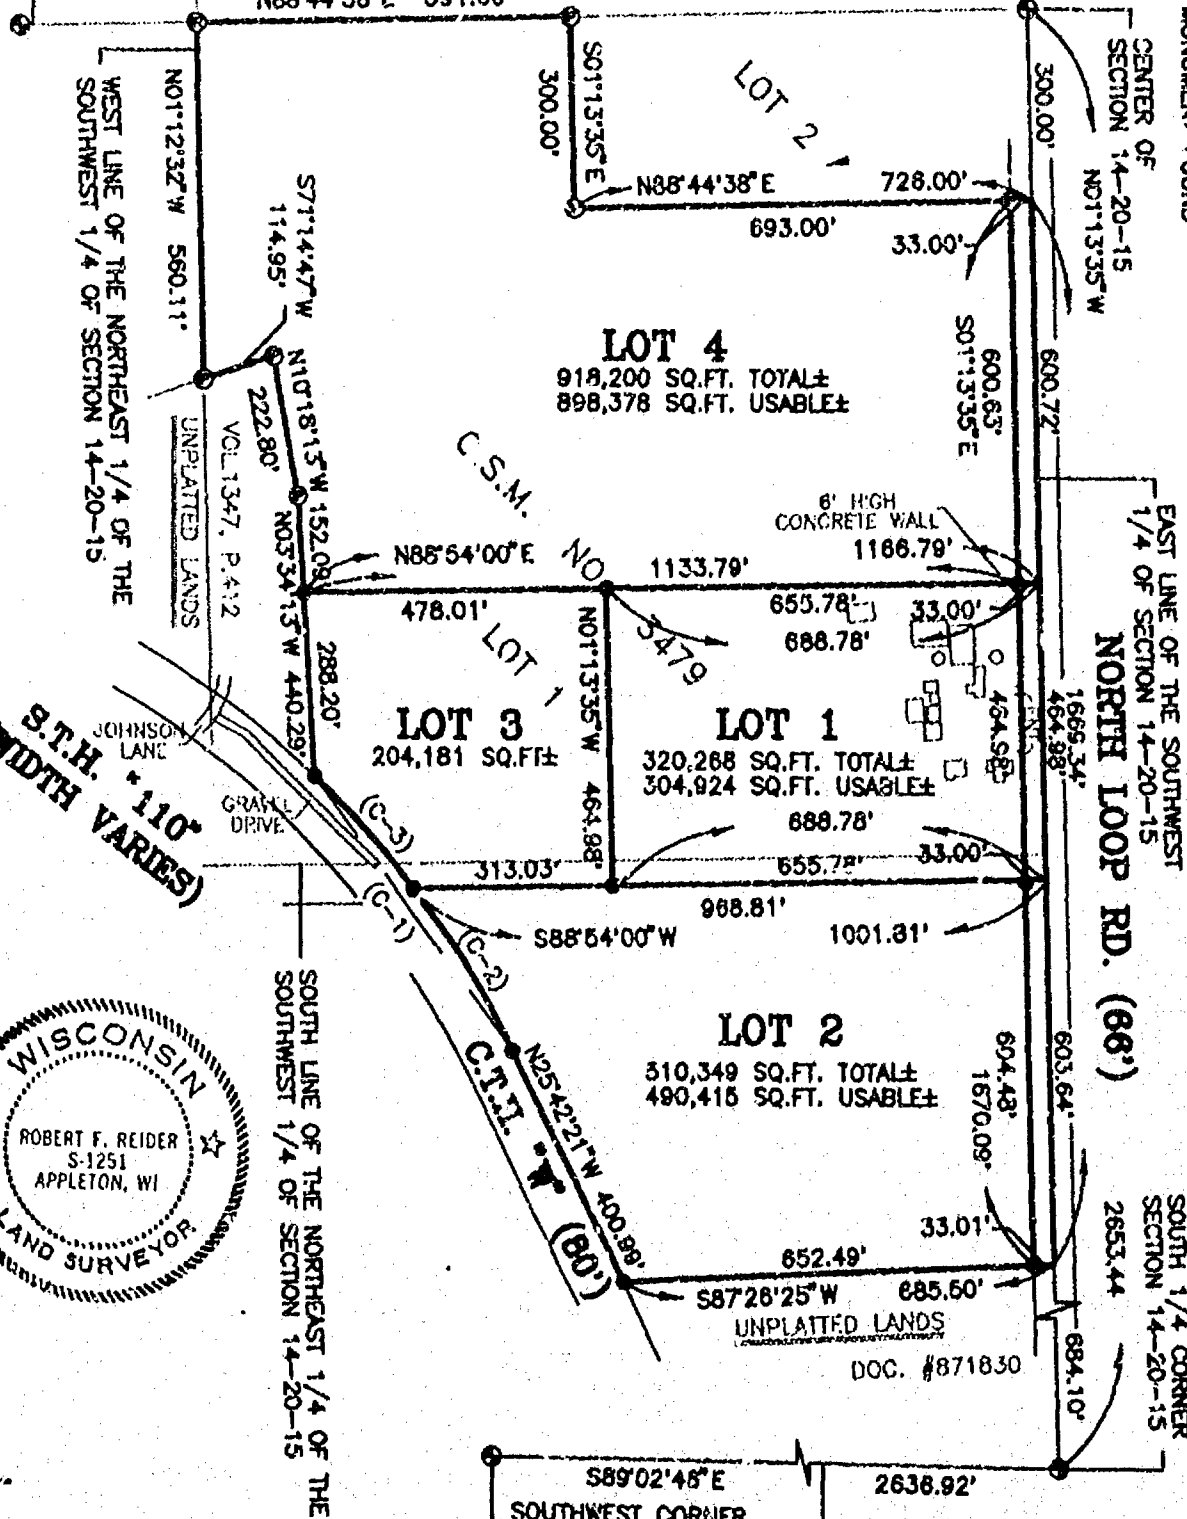 S01°13'35"E
300.00'
LOT 2
N88°44'38"E
728.00'
693.00'
33.00'
300.00'
CENTER OF
SECTION 14-20-15
N01°13'35"W
WEST LINE OF THE NORTHEAST 1/4 OF THE
SOUTHWEST 1/4 OF SECTION 14-20-15
N01°12'32"W 560.11'
S71°14'47"W
114.95'
N10°18'13"W 152.09'
222.80'
VOL 1347, P.412
UNPLATTED LANDS
LOT 4
918,200 SQ.FT. TOTAL±
898,378 SQ.FT. USABLE±
S01°13'35"E
600.63'
600.72'
C.S.M. NO 3479
LOT 1
6' HIGH
CONCRETE WALL
1166.79'
N88°54'00"E
1133.79'
478.01'
655.78'
33.00'
688.78'
N03°34'13"W 440.29'
288.20'
N01°13'35"W 464.98'
EAST LINE OF THE SOUTHWEST
1/4 OF SECTION 14-20-15
NORTH LOOP RD. (66')
1669.34'
464.98'
464.98'
LOT 3
204,181 SQ.FT±
LOT 1
320,268 SQ.FT. TOTAL±
304,924 SQ.FT. USABLE±
688.78'
JOHNSON
LANE
S.T.H. "110"
WIDTH VARIES)
GRAVEL
DRIVE
(C-3)
(C-1)
(C-2)
313.03'
655.78'
33.00'
968.81'
S88°54'00"W
1001.81'
SOUTH LINE OF THE NORTHEAST 1/4 OF THE
SOUTHWEST 1/4 OF SECTION 14-20-15
LOT 2
510,349 SQ.FT. TOTAL±
490,415 SQ.FT. USABLE±
603.64'
604.48'
1670.09'
N25°42'21"W 400.99'
C.T.H. "W" (80')
WISCONSIN
ROBERT F. REIDER
S-1251
APPLETON, WI
LAND SURVEYOR
33.01'
652.49'
S87°26'25"W
685.50'
UNPLATTED LANDS
DOC. #871830
SOUTH 1/4 CORNER
SECTION 14-20-15
2653.44
684.10'
S89°02'46"E
2638.92'
SOUTHWEST CORNER